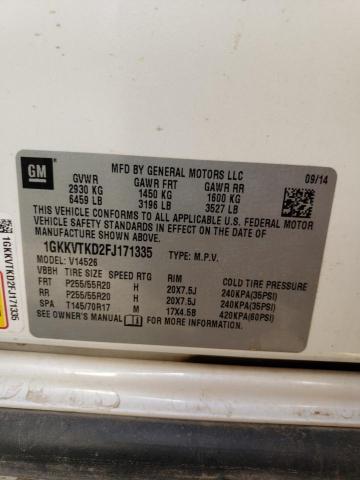 GM
MFD BY GENERAL MOTORS LLC
09/14
GVWR GAWR FRT GAWR RR
2930 KG 1450 KG 1600 KG
6459 LB 3196 LB 3527 LB
THIS VEHICLE CONFORMS TO ALL APPLICABLE U.S. FEDERAL MOTOR
VEHICLE SAFETY STANDARDS IN EFFECT ON THE DATE OF
MANUFACTURE SHOWN ABOVE.
1GKKVTKD2FJ171335 TYPE: M.P.V.
MODEL: V14526
VBBH TIRE SIZE SPEED RTG RIM COLD TIRE PRESSURE
FRT P255/55R20 H 20X7.5J 240KPA(35PSI)
RR P255/55R20 H 20X7.5J 240KPA(35PSI)
SPA T145/70R17 M 17X4.5B 420KPA(60PSI)
SEE OWNER'S MANUAL FOR MORE INFORMATION.
1GKKVTKD2FJ171335